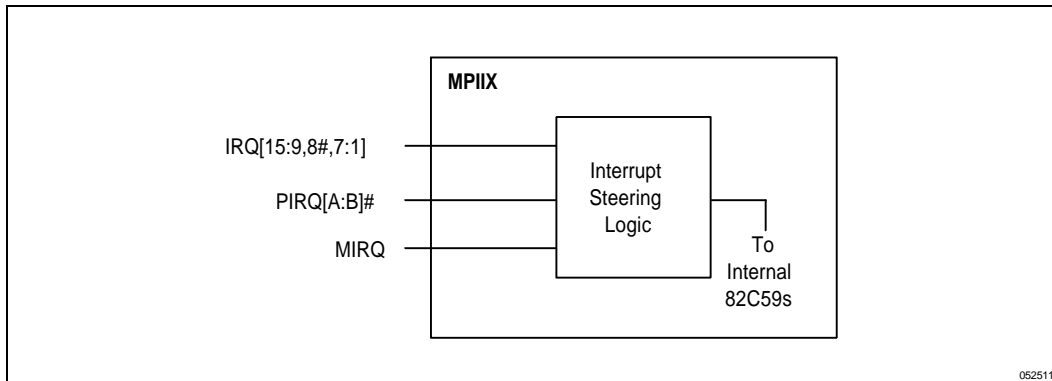 MPIIX
IRQ[15:9,8#,7:1]
PIRQ[A:B]#
MIRQ
Interrupt
Steering
Logic
To
Internal
82C59s
052511